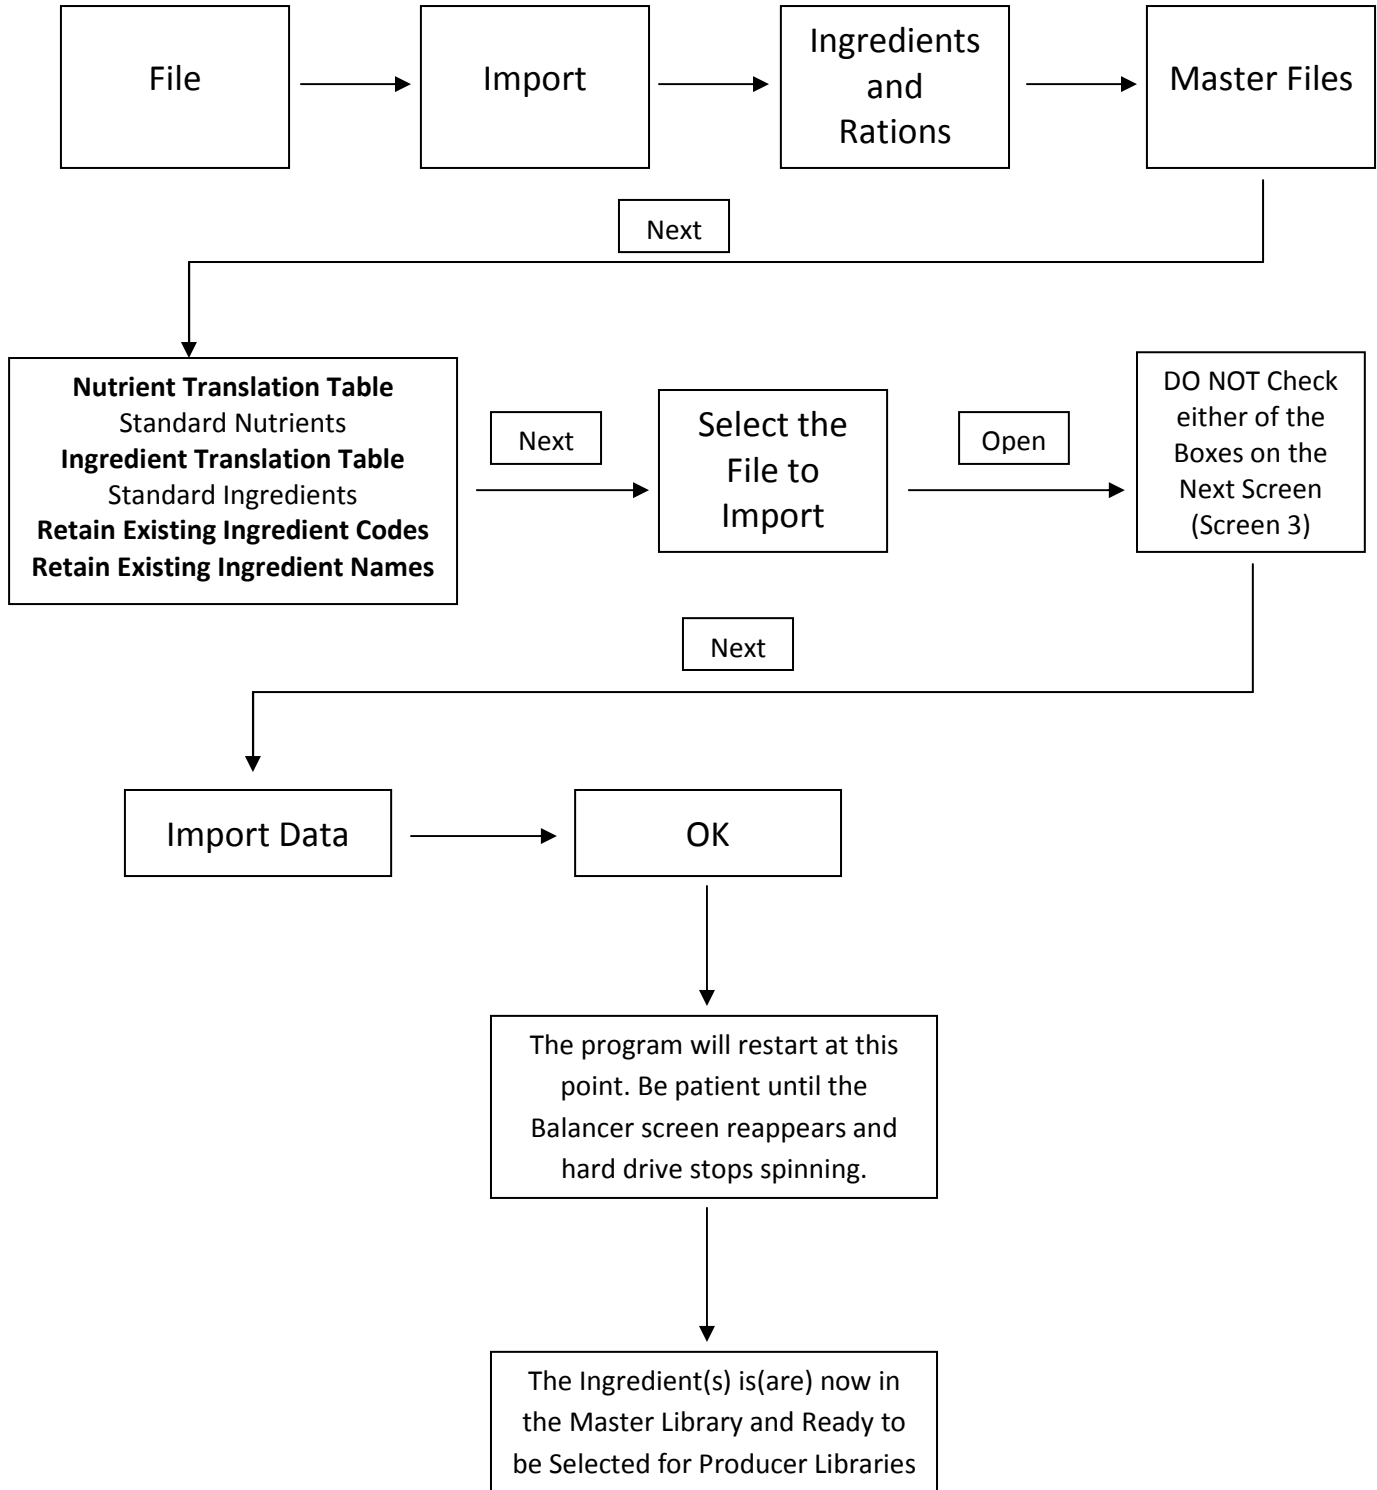 File
Import
Ingredients
and
Rations
Master Files
Next
Nutrient Translation Table
Standard Nutrients
Ingredient Translation Table
Standard Ingredients
Retain Existing Ingredient Codes
Retain Existing Ingredient Names
Next
Select the
File to
Import
Open
DO NOT Check
either of the
Boxes on the
Next Screen
(Screen 3)
Next
Import Data
OK
The program will restart at this
point. Be patient until the
Balancer screen reappears and
hard drive stops spinning.
The Ingredient(s) is(are) now in
the Master Library and Ready to
be Selected for Producer Libraries